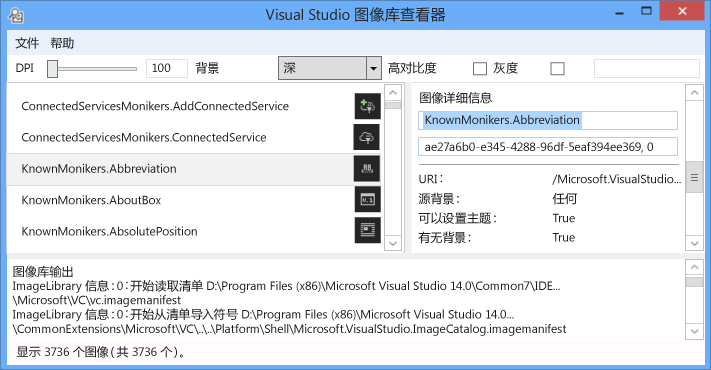 Visual Studio 图像库查看器
文件 帮助
DPI 100 背景 深 高对比度 灰度
ConnectedServicesMonikers.AddConnectedService
ConnectedServicesMonikers.ConnectedService
KnownMonikers.Abbreviation
KnownMonikers.AboutBox
KnownMonikers.AbsolutePosition
图像详细信息
KnownMonikers.Abbreviation
ae27a6b0-e345-4288-96df-5eaf394ee369, 0
URI: /Microsoft.VisualStudio...
源背景: 任何
可以设置主题: True
有无背景: True
图像库输出
ImageLibrary 信息:0:开始读取清单 D:\Program Files (x86)\Microsoft Visual Studio 14.0\Common7\IDE...
\Microsoft\VC\vc.imagemanifest
ImageLibrary 信息:0:开始从清单导入符号 D:\Program Files (x86)\Microsoft Visual Studio 14.0...
\CommonExtensions\Microsoft\VC\..\..\Platform\Shell\Microsoft.VisualStudio.ImageCatalog.imagemanifest
显示 3736 个图像(共 3736 个)。